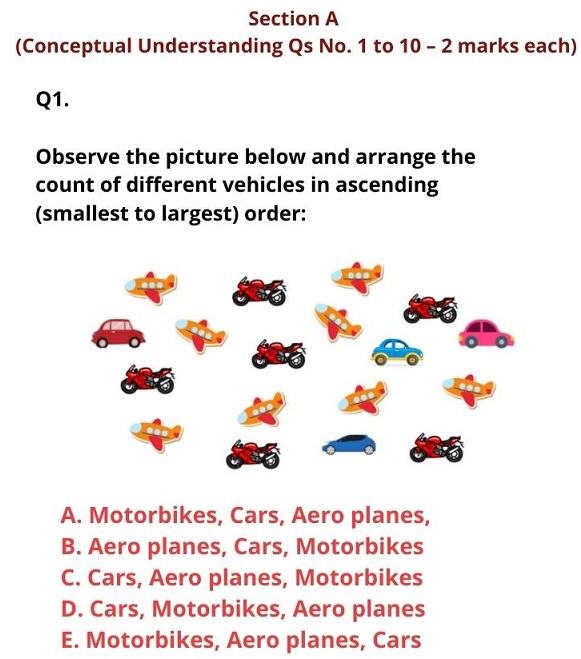 Section A
(Conceptual Understanding Qs No. 1 to 10 – 2 marks each)
Q1.
Observe the picture below and arrange the
count of different vehicles in ascending
(smallest to largest) order:
A. Motorbikes, Cars, Aero planes,
B. Aero planes, Cars, Motorbikes
C. Cars, Aero planes, Motorbikes
D. Cars, Motorbikes, Aero planes
E. Motorbikes, Aero planes, Cars